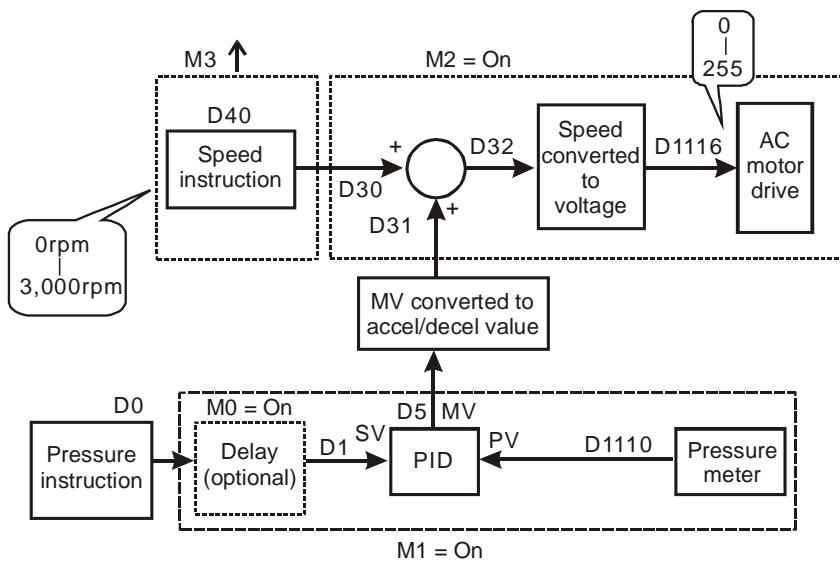 M3
M2 = On
0
|
255
D40
Speed
instruction
+
D30
D32
Speed
converted
to
voltage
D1116
AC
motor
drive
+
D31
0rpm
|
3,000rpm
MV converted to
accel/decel value
D0
Pressure
instruction
M0 = On
Delay
(optional)
D1
SV
D5
MV
PID
PV
D1110
Pressure
meter
M1 = On